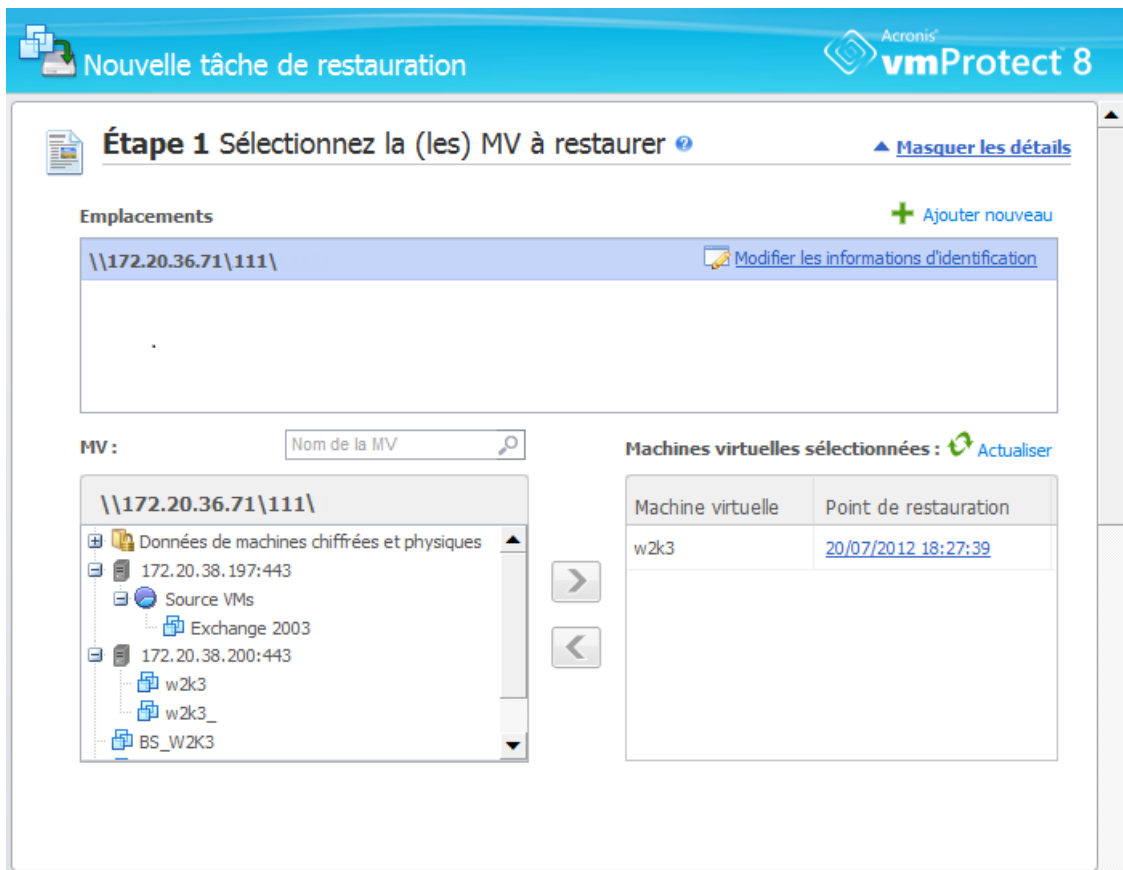 Nouvelle tâche de restauration
Acronis®
vmProtect™ 8
Étape 1 Sélectionnez la (les) MV à restaurer
Masquer les détails
Emplacements
Ajouter nouveau
\\172.20.36.71\111\
Modifier les informations d'identification
MV :
Nom de la MV
Machines virtuelles sélectionnées :
Actualiser
\\172.20.36.71\111\
Données de machines chiffrées et physiques
172.20.38.197:443
Source VMs
Exchange 2003
172.20.38.200:443
w2k3
w2k3_
BS_W2K3
Machine virtuelle
Point de restauration
w2k3
20/07/2012 18:27:39